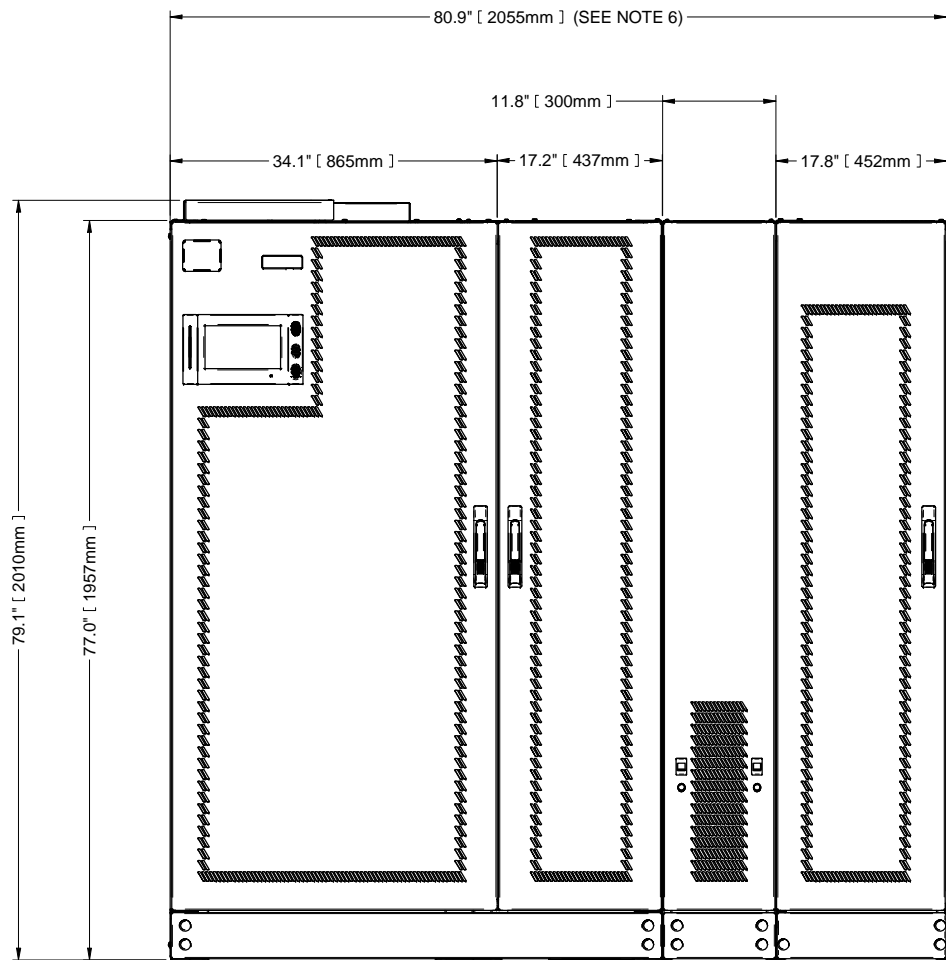 80.9" [ 2055mm ] (SEE NOTE 6)
11.8" [ 300mm ]
34.1" [ 865mm ]
17.2" [ 437mm ]
17.8" [ 452mm ]
79.1" [ 2010mm ]
77.0" [ 1957mm ]